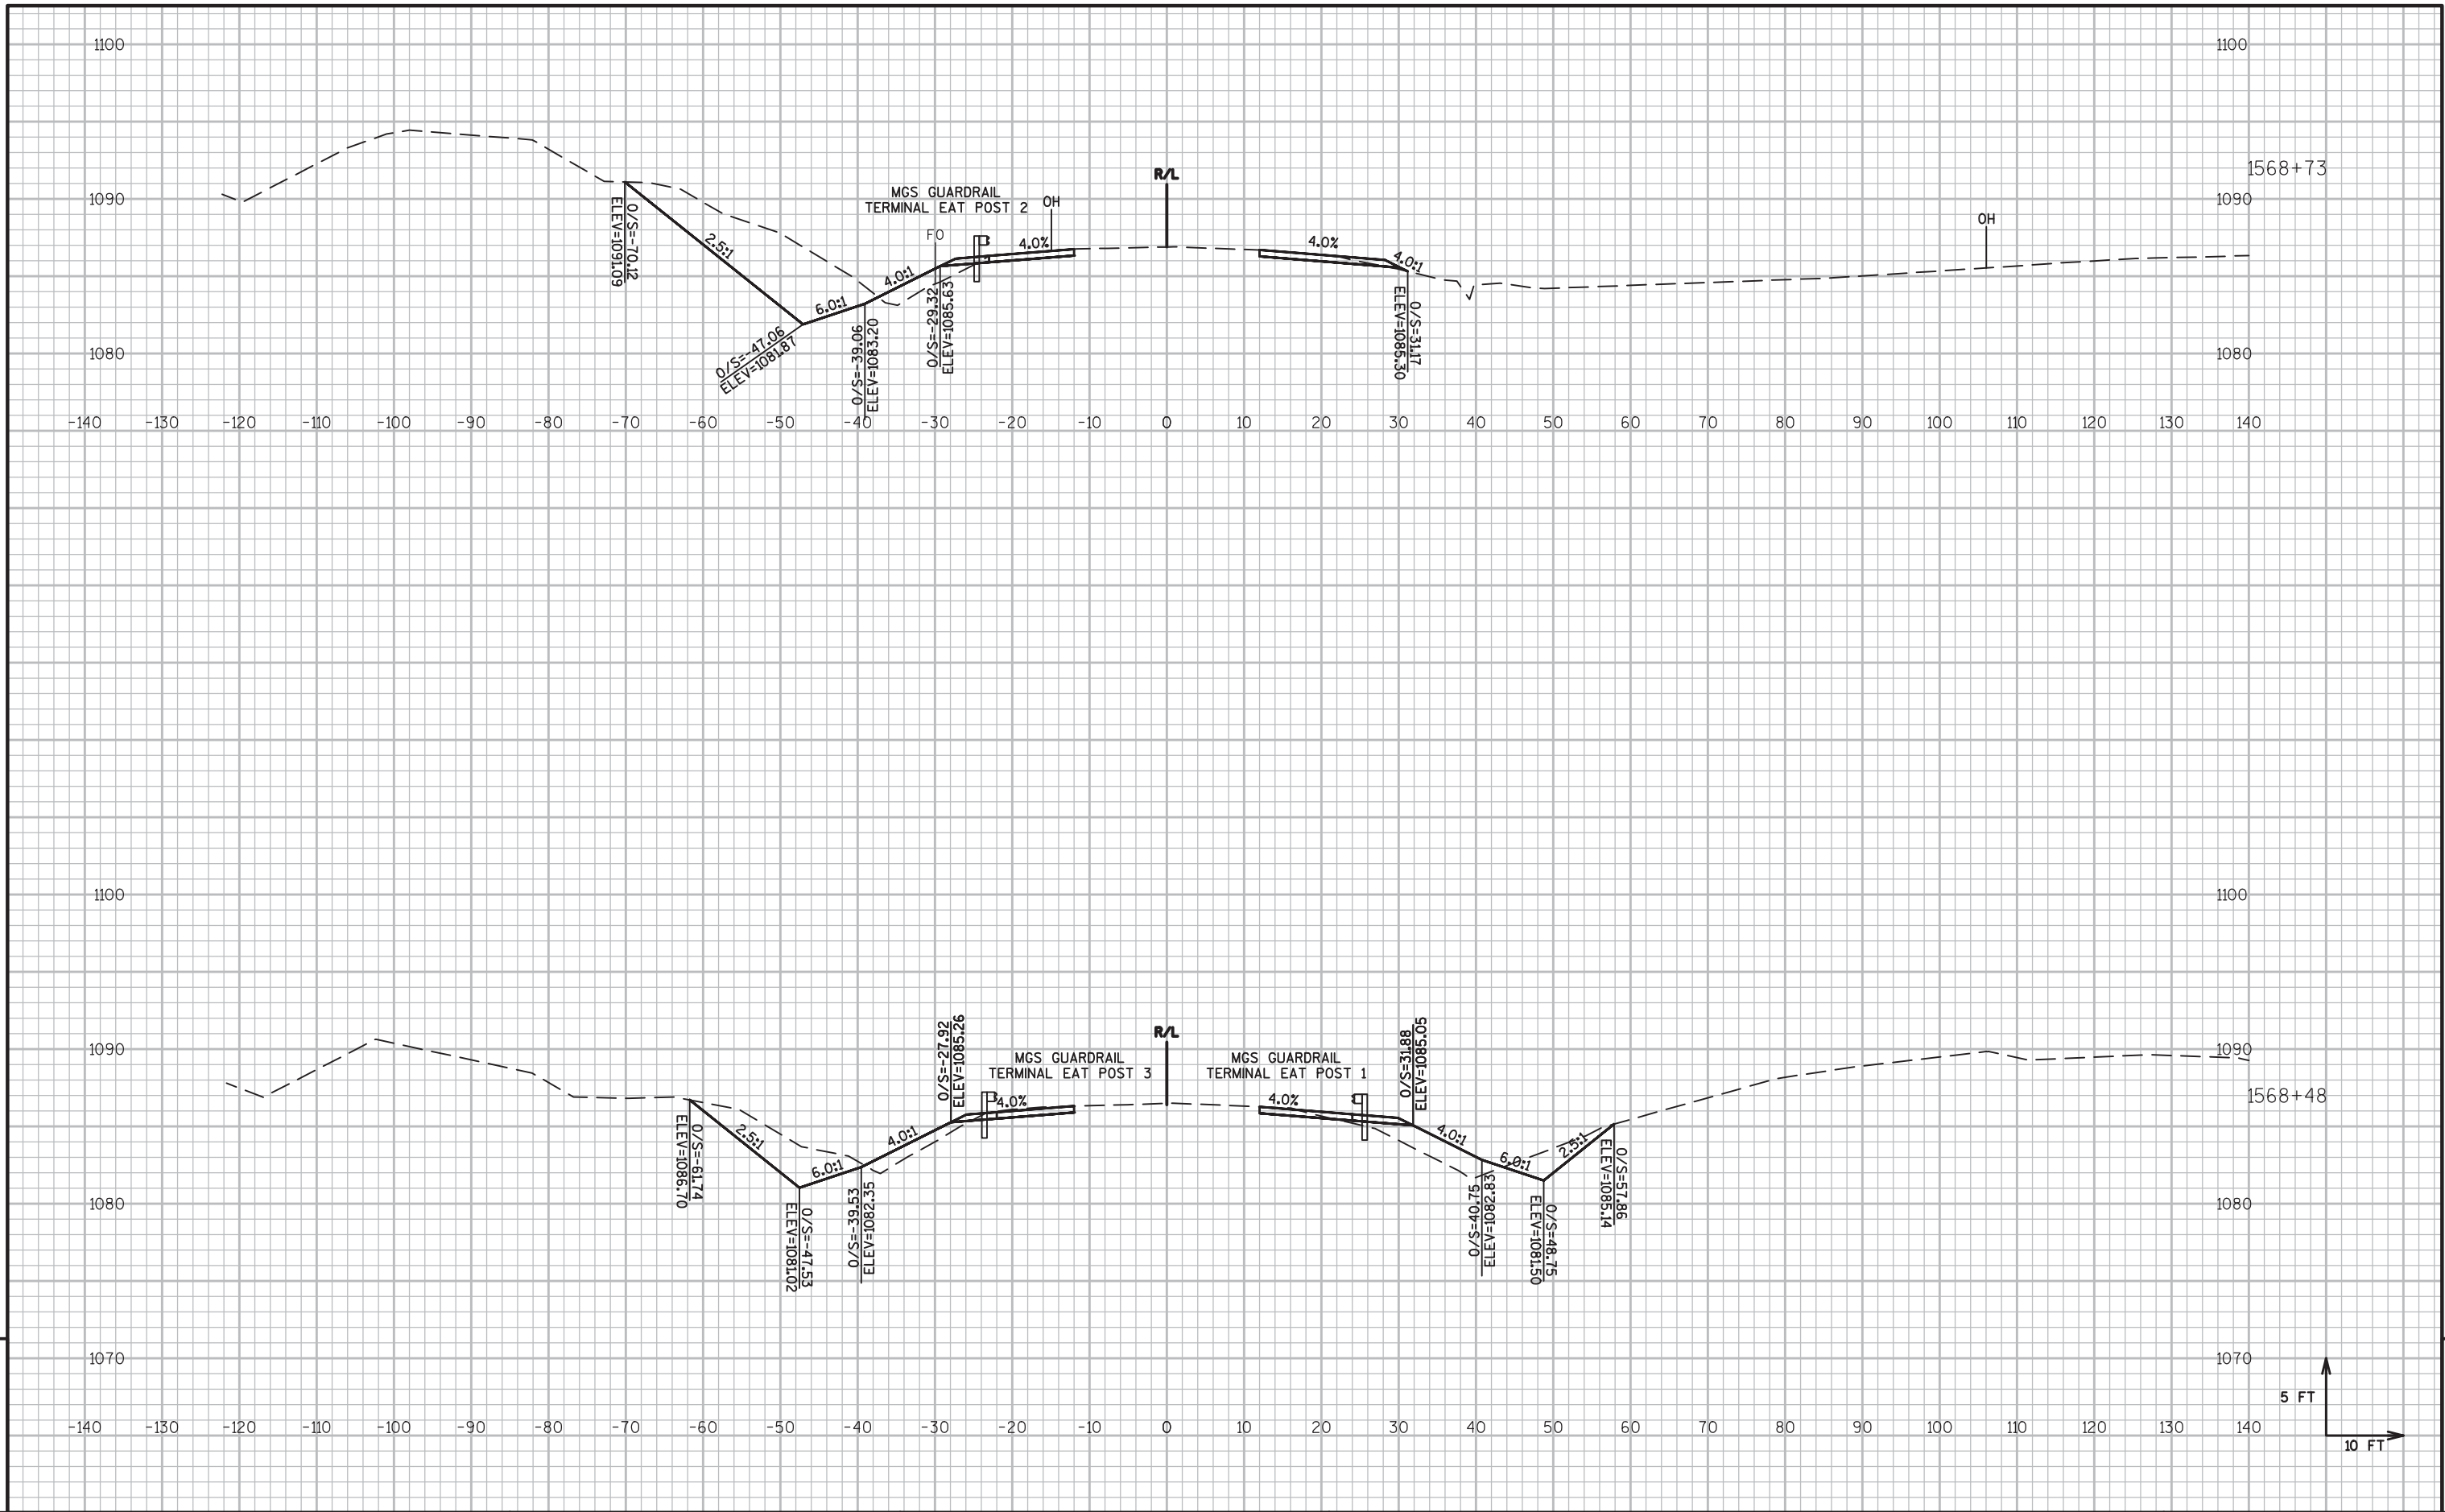 1100
1100
1568+73
R/L
MGS GUARDRAIL
TERMINAL EAT POST 2
OH
1090
1090
OH
FO
4.0%
4.0%
O/S=-70.12
ELEV=1091.09
2.5:1
6.0:1
4.0:1
4.0:1
O/S=-47.06
ELEV=1081.87
O/S=-39.06
ELEV=1083.20
O/S=-29.32
ELEV=1085.63
O/S=31.17
ELEV=1085.30
1080
1080
-140 -130 -120 -110 -100 -90 -80 -70 -60 -50 -40 -30 -20 -10 0 10 20 30 40 50 60 70 80 90 100 110 120 130 140
1100
1100
R/L
1090
1090
O/S=-27.92
ELEV=1085.26
MGS GUARDRAIL
TERMINAL EAT POST 3
MGS GUARDRAIL
TERMINAL EAT POST 1
O/S=31.88
ELEV=1085.05
1568+48
4.0%
4.0%
2.5:1
6.0:1
4.0:1
4.0:1
6.0:1
2.5:1
O/S=-61.74
ELEV=1086.70
O/S=-47.53
ELEV=1081.02
O/S=-39.53
ELEV=1082.35
O/S=40.75
ELEV=1082.83
O/S=48.75
ELEV=1081.50
O/S=57.86
ELEV=1085.14
1080
1080
1070
1070
5 FT
10 FT
-140 -130 -120 -110 -100 -90 -80 -70 -60 -50 -40 -30 -20 -10 0 10 20 30 40 50 60 70 80 90 100 110 120 130 140